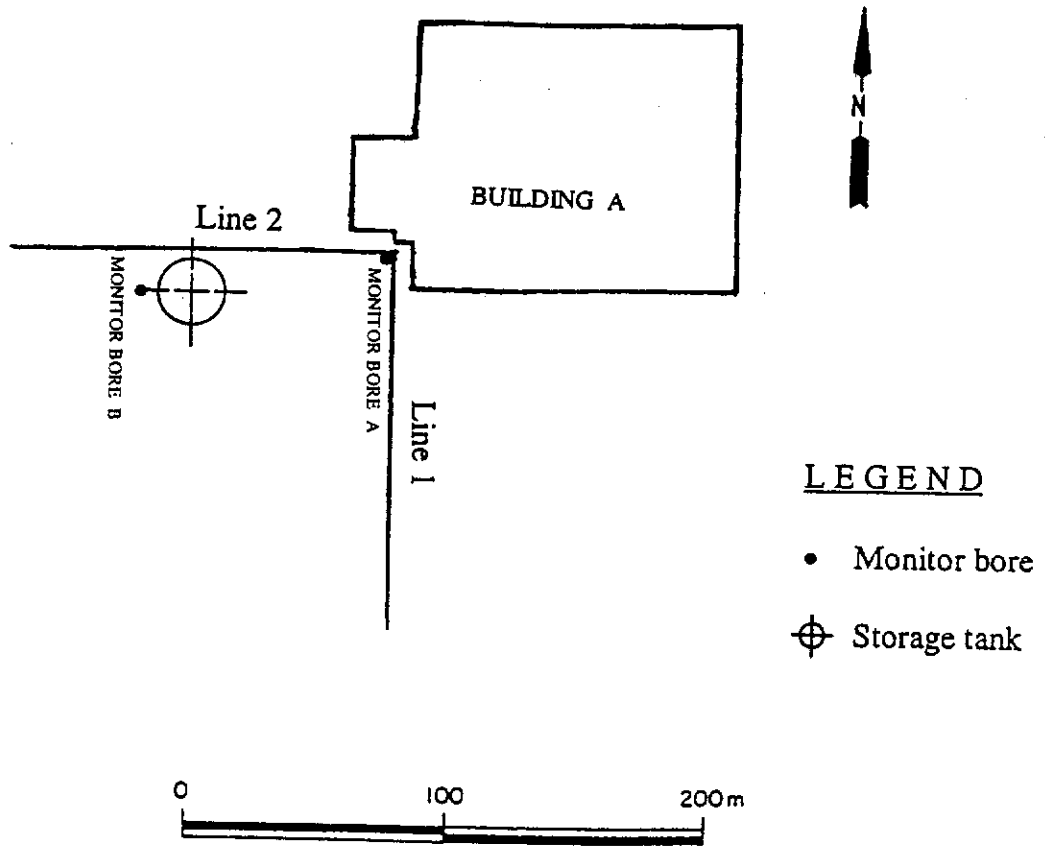 N
BUILDING A
Line 2
MONITOR BORE B
MONITOR BORE A
Line 1
LEGEND
Monitor bore
Storage tank
0 100 200m